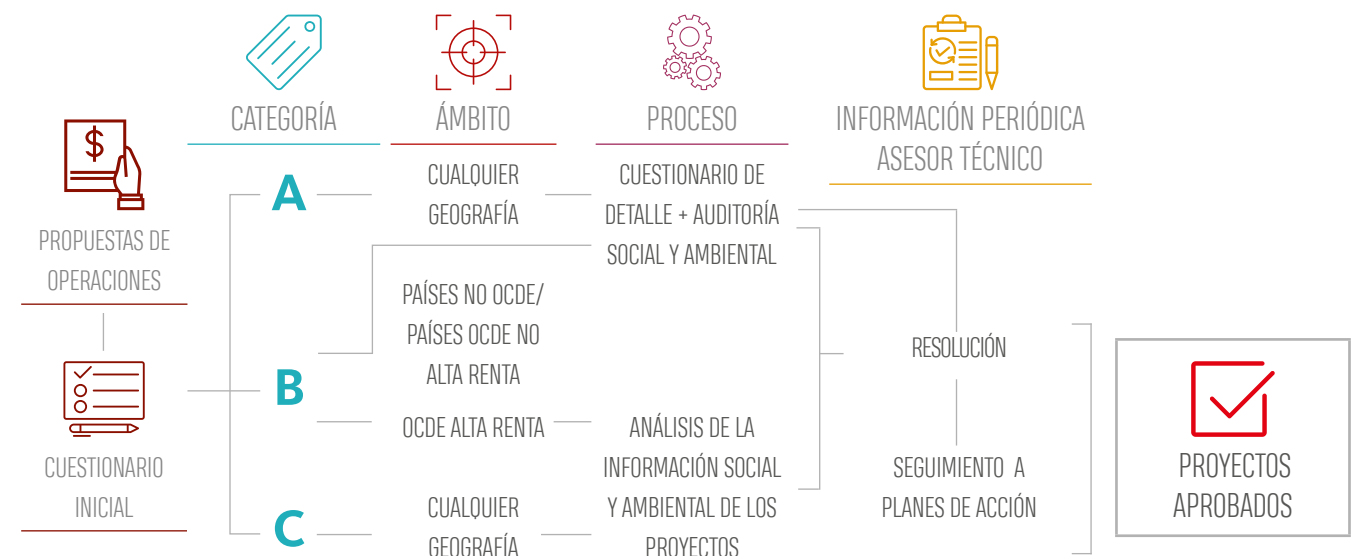 PROPUESTAS DE
OPERACIONES
CUESTIONARIO
INICIAL
CATEGORÍA
A
B
C
ÁMBITO
CUALQUIER
GEOGRAFÍA
PAÍSES NO OCDE/
PAÍSES OCDE NO
ALTA RENTA
OCDE ALTA RENTA
CUALQUIER
GEOGRAFÍA
PROCESO
CUESTIONARIO DE
DETALLE + AUDITORÍA
SOCIAL Y AMBIENTAL
ANÁLISIS DE LA
INFORMACIÓN SOCIAL
Y AMBIENTAL DE LOS
PROYECTOS
INFORMACIÓN PERIÓDICA
ASESOR TÉCNICO
RESOLUCIÓN
SEGUIMIENTO A
PLANES DE ACCIÓN
PROYECTOS
APROBADOS